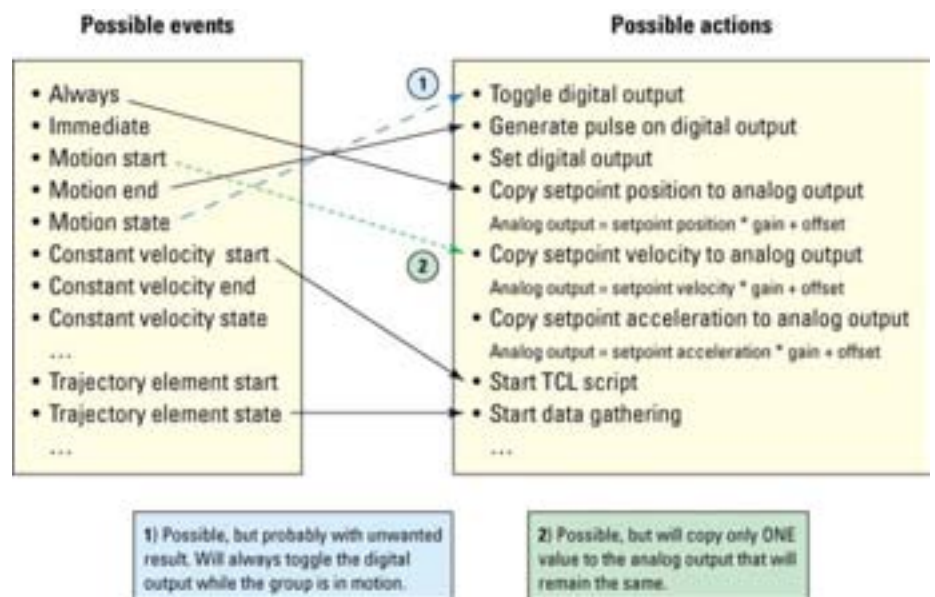 Possible events
• Always
• Immediate
• Motion start
• Motion end
• Motion state
• Constant velocity start
• Constant velocity end
• Constant velocity state
...
• Trajectory element start
• Trajectory element state
...
1
2
Possible actions
• Toggle digital output
• Generate pulse on digital output
• Set digital output
• Copy setpoint position to analog output
Analog output = setpoint position * gain + offset
• Copy setpoint velocity to analog output
Analog output = setpoint velocity * gain + offset
• Copy setpoint acceleration to analog output
Analog output = setpoint acceleration * gain + offset
• Start TCL script
• Start data gathering
...
1) Possible, but probably with unwanted
result. Will always toggle the digital
output while the group is in motion.
2) Possible, but will copy only ONE
value to the analog output that will
remain the same.